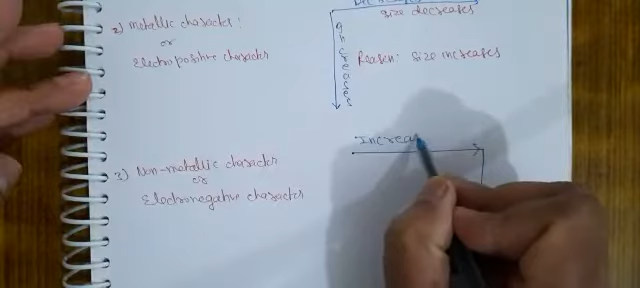 size decreases
2) metallic character :
or
Electropositive character
Increases
Reason: size increases
Increa
3) Non-metallic character
or
Electronegative character